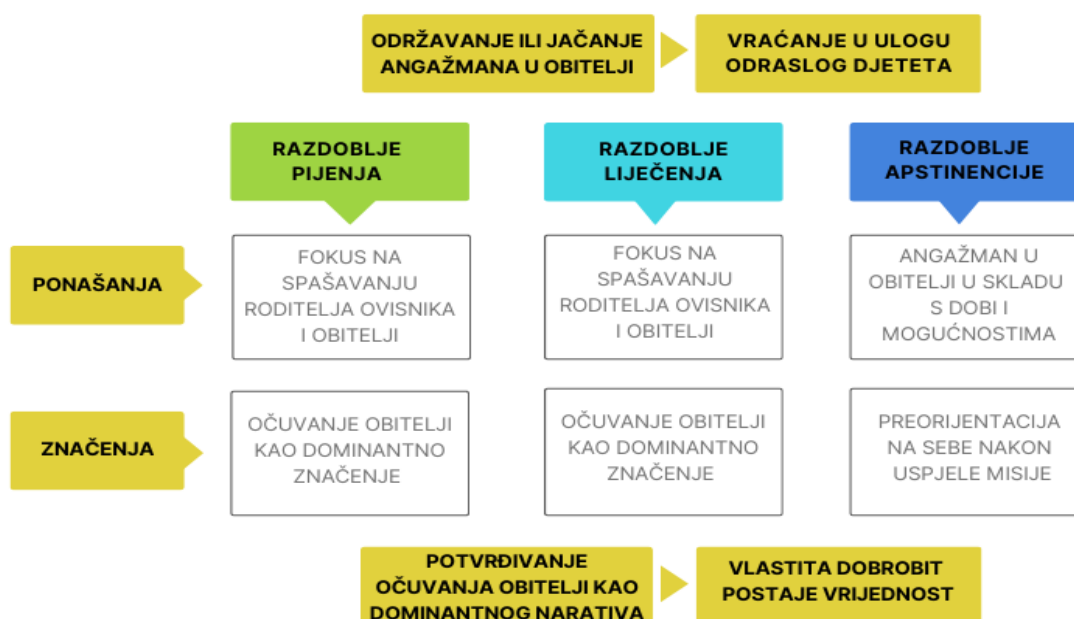 ODRŽAVANJE ILI JAČANJE
ANGAŽMANA U OBITELJI
VRAĆANJE U ULOGU
ODRASLOG DJETETA
RAZDOBLJE
PIJENJA
RAZDOBLJE
LIJEČENJA
RAZDOBLJE
APSTINENCIJE
PONAŠANJA
FOKUS NA
SPAŠAVANJU
RODITELJA OVISNIKA
I OBITELJI
FOKUS NA
SPAŠAVANJU
RODITELJA OVISNIKA
I OBITELJI
ANGAŽMAN U
OBITELJI U SKLADU
S DOBI I
MOGUĆNOSTIMA
ZNAČENJA
OČUVANJE OBITELJI
KAO DOMINANTNO
ZNAČENJE
OČUVANJE OBITELJI
KAO DOMINANTNO
ZNAČENJE
PREORIJENTACIJA
NA SEBE NAKON
USPJELE MISIJE
POTVRĐIVANJE
OČUVANJA OBITELJI KAO
DOMINANTNOG NARATIVA
VLASTITA DOBROBIT
POSTAJE VRIJEDNOST